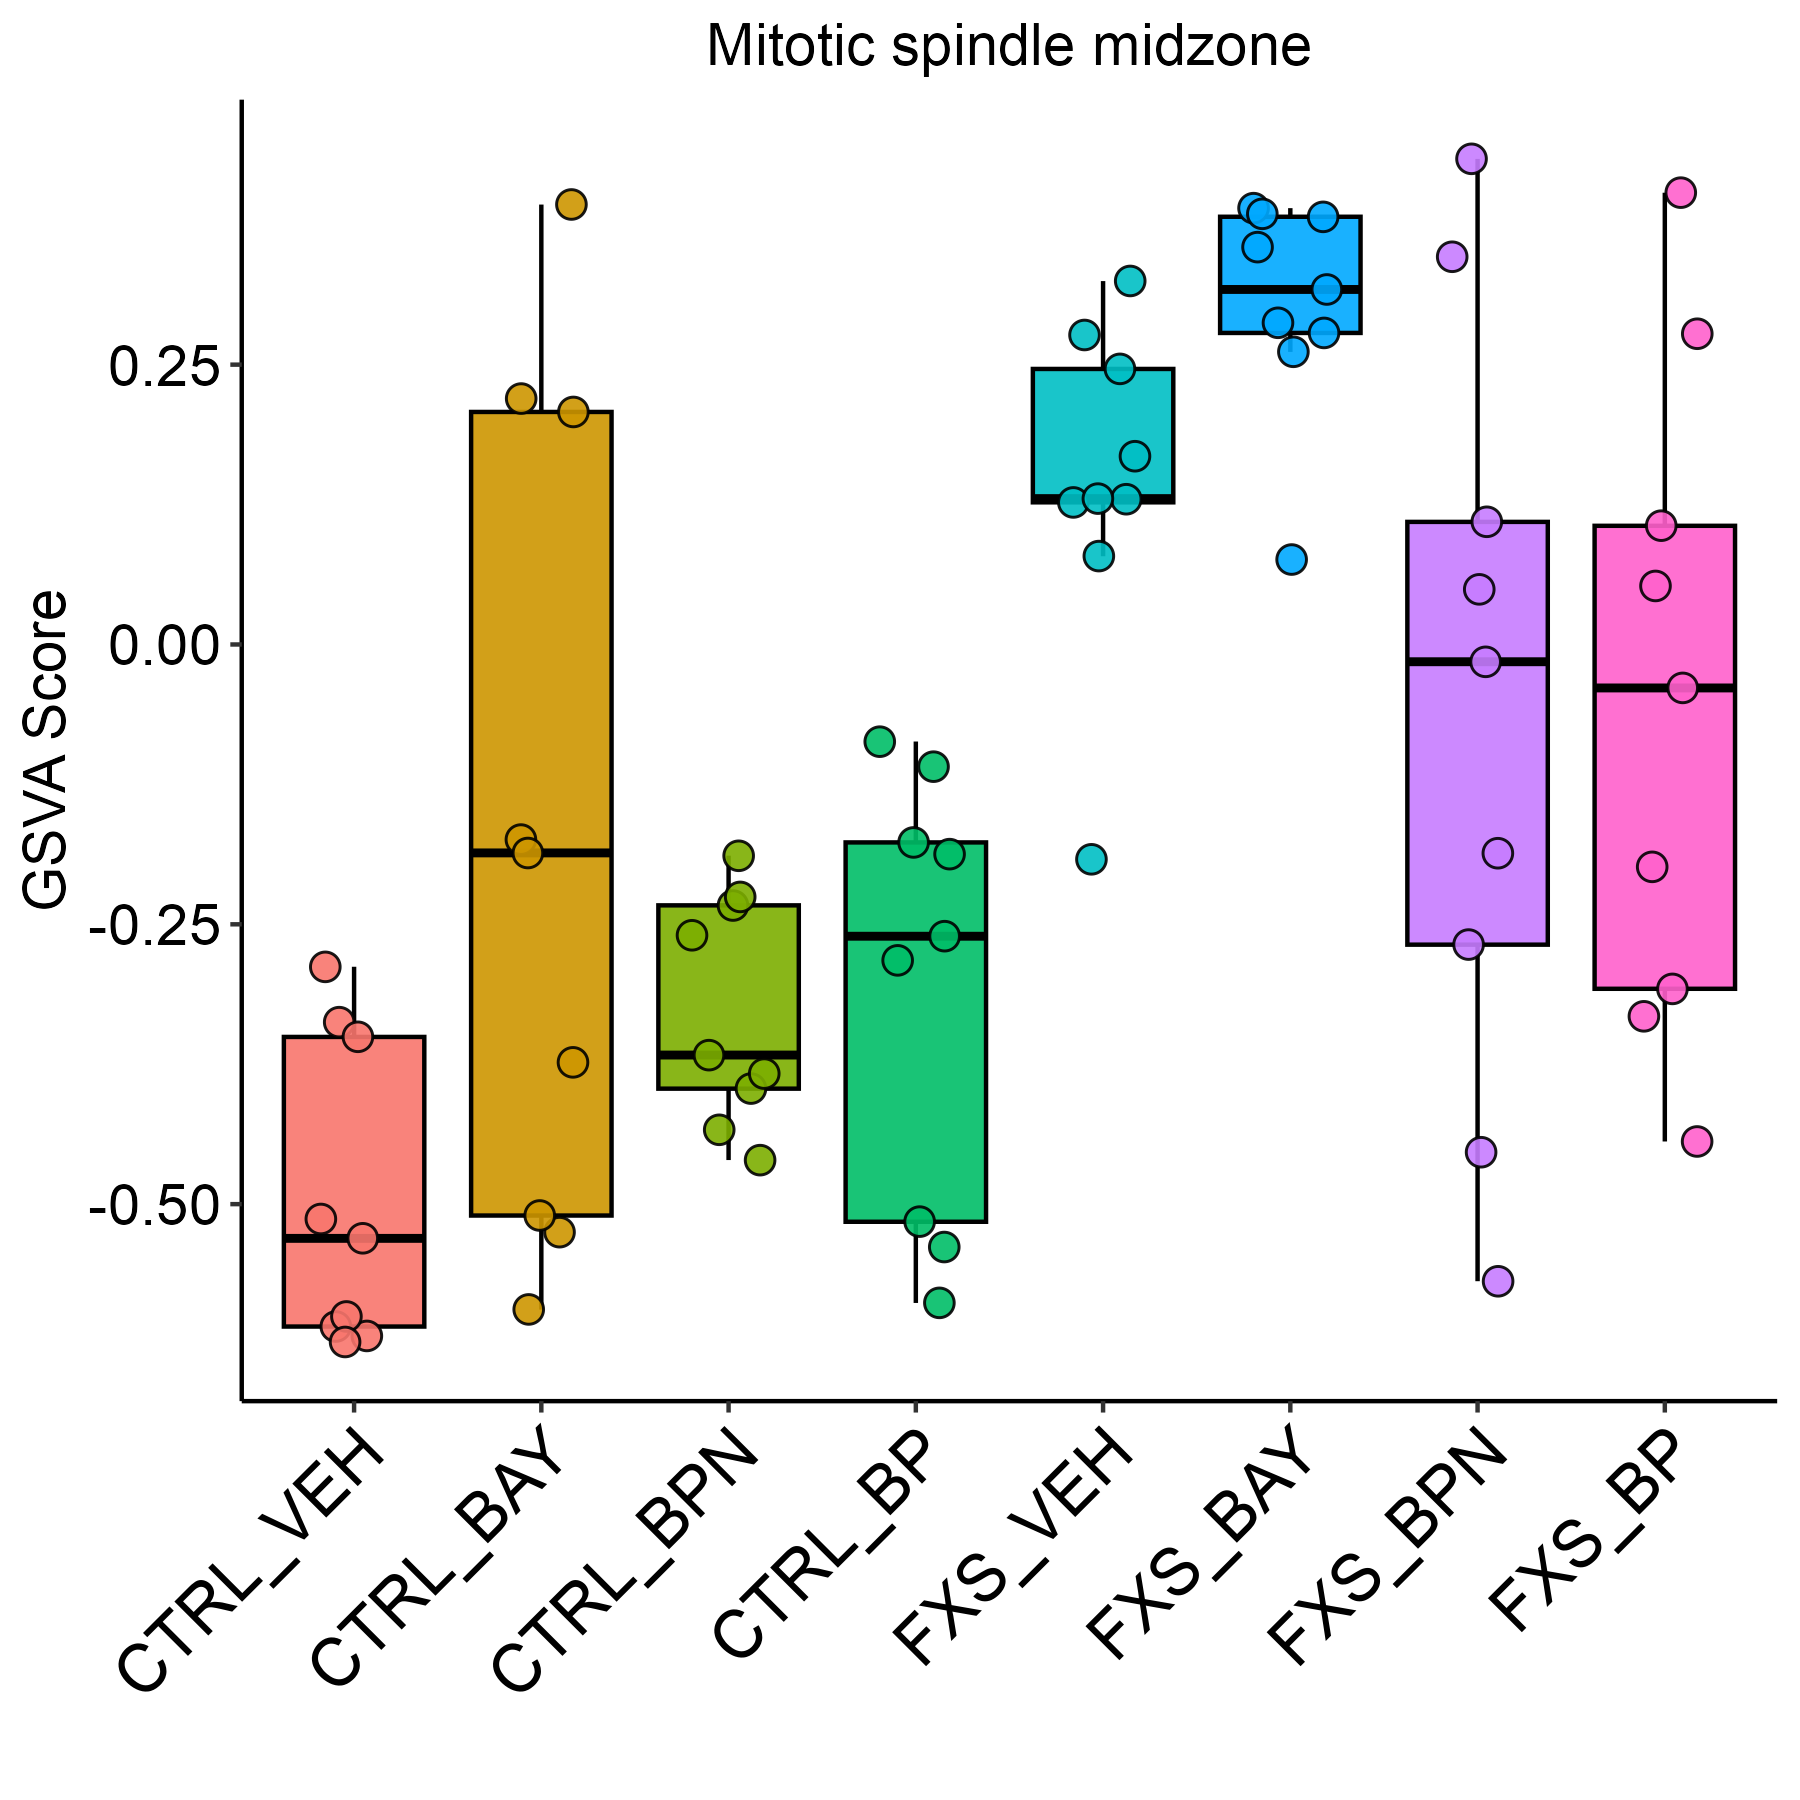 Mitotic spindle midzone
GSVA Score
0.25
0.00
-0.25
-0.50
CTRL_VEH
CTRL_BAY
CTRL_BPN
CTRL_BP
FXS_VEH
FXS_BAY
FXS_BPN
FXS_BP